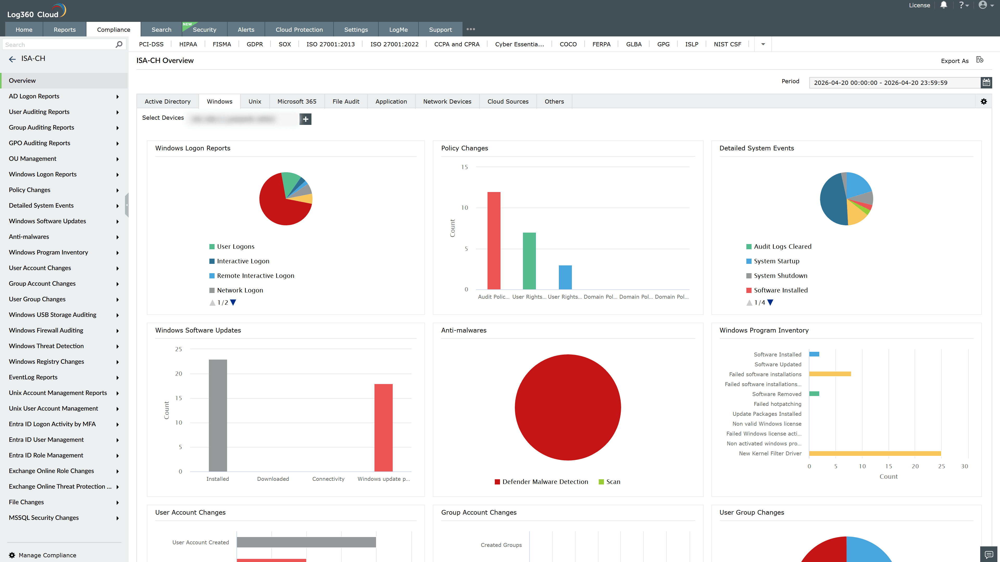 License
?
Log360 Cloud
Home
Reports
Compliance
Search
NEW
Security
Alerts
Cloud Protection
Settings
LogMe
Support
Search
PCI-DSS
HIPAA
FISMA
GDPR
SOX
ISO 27001:2013
ISO 27001:2022
CCPA and CPRA
Cyber Essentia...
COCO
FERPA
GLBA
GPG
ISLP
NIST CSF
ISA-CH
Overview
AD Logon Reports
User Auditing Reports
Group Auditing Reports
GPO Auditing Reports
OU Management
Windows Logon Reports
Policy Changes
Detailed System Events
Windows Software Updates
Anti-malwares
Windows Program Inventory
User Account Changes
Group Account Changes
User Group Changes
Windows USB Storage Auditing
Windows Firewall Auditing
Windows Threat Detection
Windows Registry Changes
EventLog Reports
Unix Account Management Reports
Unix User Account Management
Entra ID Logon Activity by MFA
Entra ID User Management
Entra ID Role Management
Exchange Online Role Changes
Exchange Online Threat Protection ...
File Changes
MSSQL Security Changes
Manage Compliance
ISA-CH Overview
Export As
Period
2026-04-20 00:00:00 - 2026-04-20 23:59:59
Active Directory
Windows
Unix
Microsoft 365
File Audit
Application
Network Devices
Cloud Sources
Others
Select Devices
Windows Logon Reports
User Logons
Interactive Logon
Remote Interactive Logon
Network Logon
1/2
Policy Changes
15
10
5
0
Count
Audit Polic...
User Rights...
User Rights...
Domain Pol...
Domain Pol...
Domain Pol...
Detailed System Events
Audit Logs Cleared
System Startup
System Shutdown
Software Installed
1/4
Windows Software Updates
25
20
15
10
5
0
Count
Installed
Downloaded
Connectivity
Windows update p...
Anti-malwares
Defender Malware Detection
Scan
Windows Program Inventory
Software Installed
Software Updated
Failed software installations
Failed software installations...
Software Removed
Failed hotpatching
Update Packages Installed
Non valid Windows license
Failed Windows license acti...
Non activated windows pro...
New Kernel Filter Driver
0
5
10
15
20
25
30
Count
User Account Changes
User Account Created
Group Account Changes
Created Groups
User Group Changes